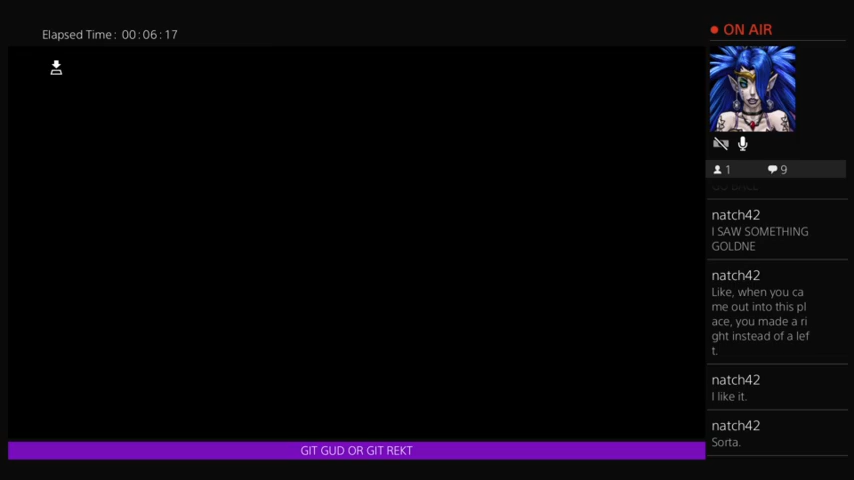 Elapsed Time: 00:06:17
ON AIR
1 9
natch42
I SAW SOMETHING
GOLDNE
natch42
Like, when you ca
me out into this pl
ace, you made a ri
ght instead of a lef
t.
natch42
I like it.
natch42
Sorta.
GIT GUD OR GIT REKT